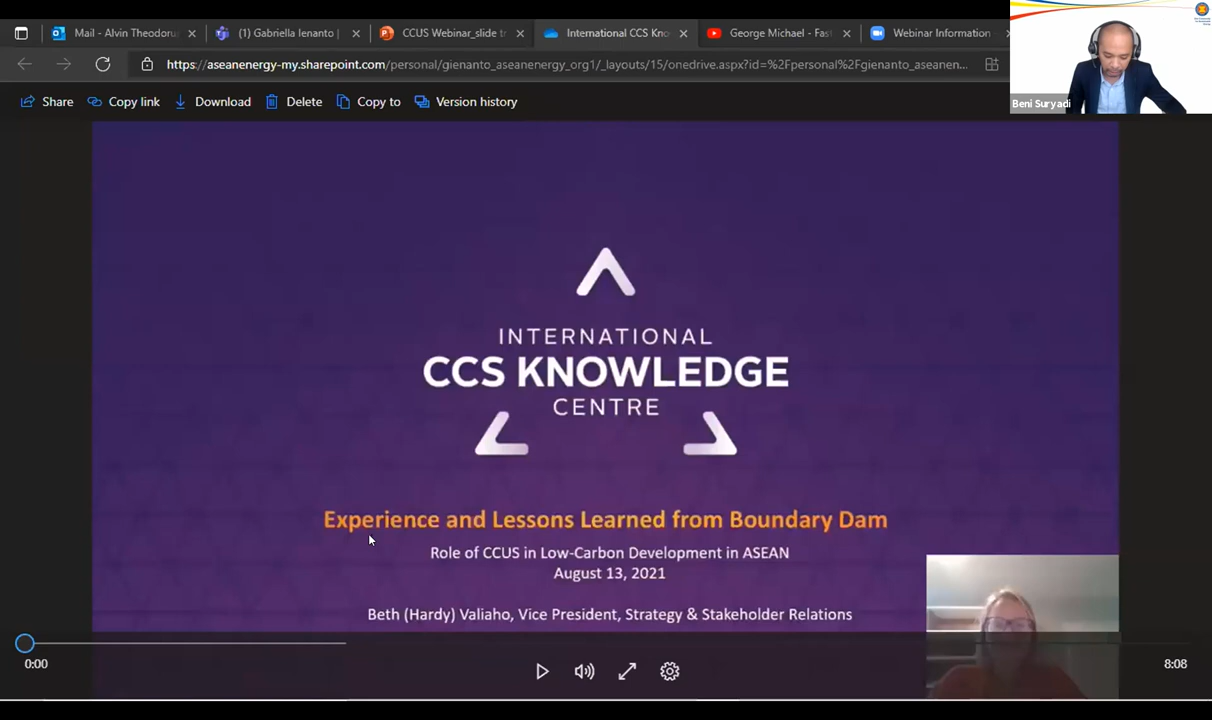 Mail - Alvin Theodoru
(1) Gabriella Ienanto |
CCUS Webinar_slide t
International CCS Kno
George Michael - Fas
Webinar Information -
https://aseanenergy-my.sharepoint.com/personal/gienanto_aseanenergy_org1/_layouts/15/onedrive.aspx?id=%2Fpersonal%2Fgienanto_aseanen...
Beni Suryadi
Share
Copy link
Download
Delete
Copy to
Version history
INTERNATIONAL
CCS KNOWLEDGE
CENTRE
Experience and Lessons Learned from Boundary Dam
Role of CCUS in Low-Carbon Development in ASEAN
August 13, 2021
Beth (Hardy) Valiaho, Vice President, Strategy & Stakeholder Relations
0:00
8:08